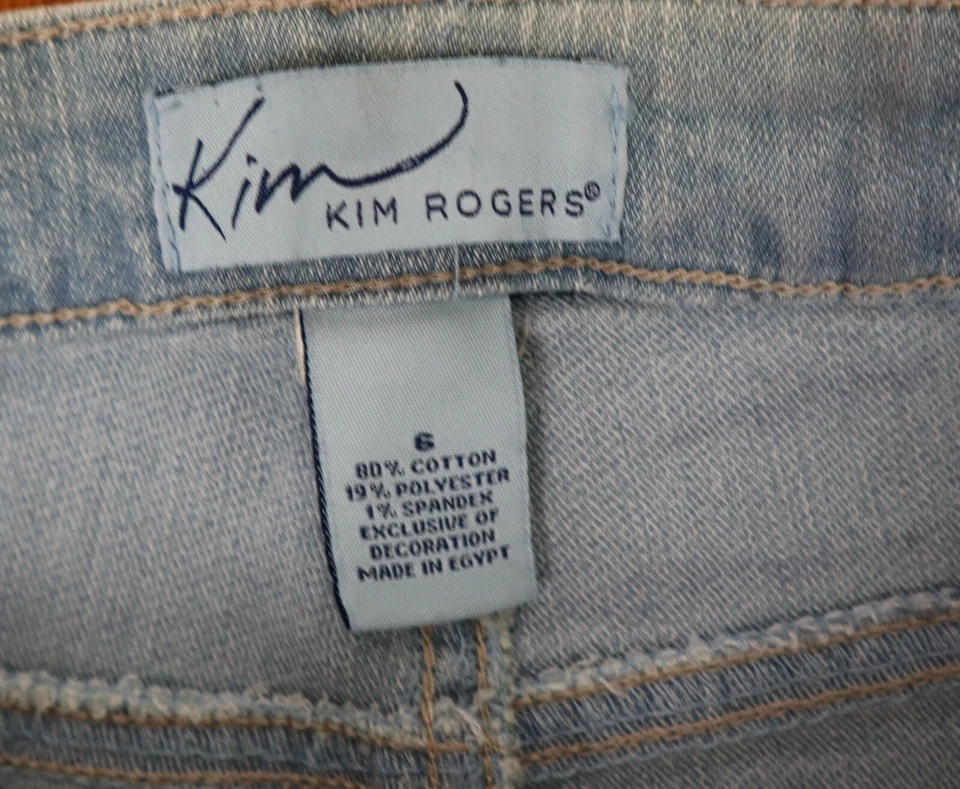 Kim
KIM ROGERS®
6
80% COTTON
19% POLYESTER
1% SPANDEX
EXCLUSIVE OF
DECORATION
MADE IN EGYPT